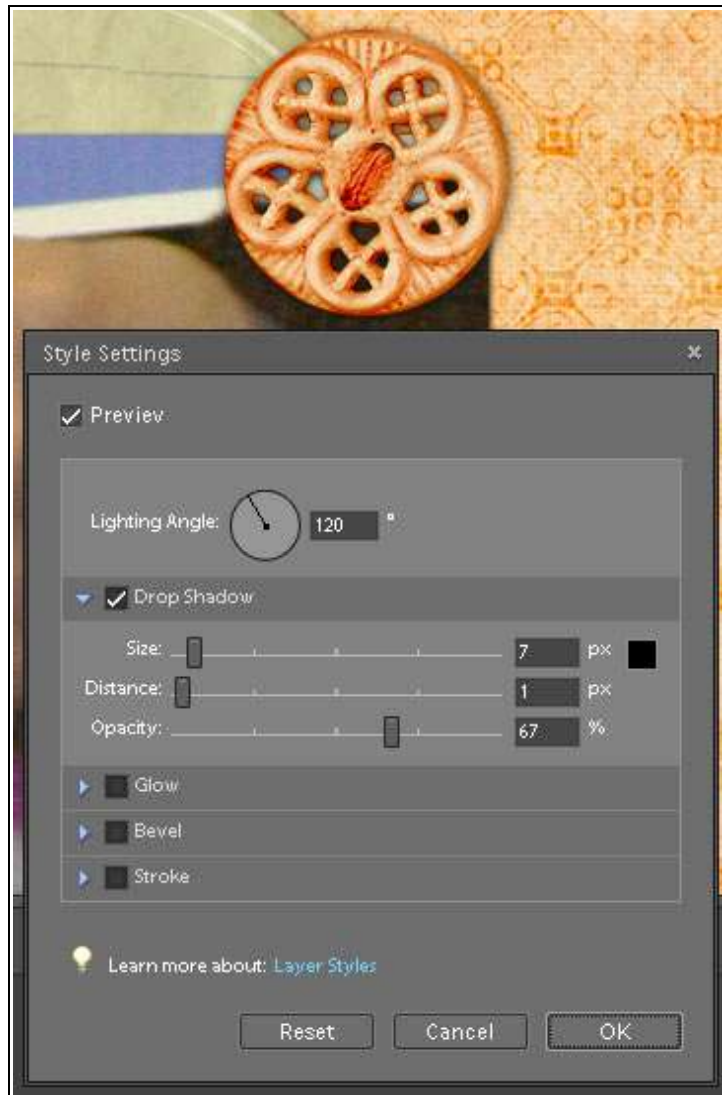 Style Settings x
Preview
Lighting Angle: 120 °
Drop Shadow
Size: 7 px
Distance: 1 px
Opacity: 67 %
Glow
Bevel
Stroke
Learn more about: Layer Styles
Reset Cancel OK